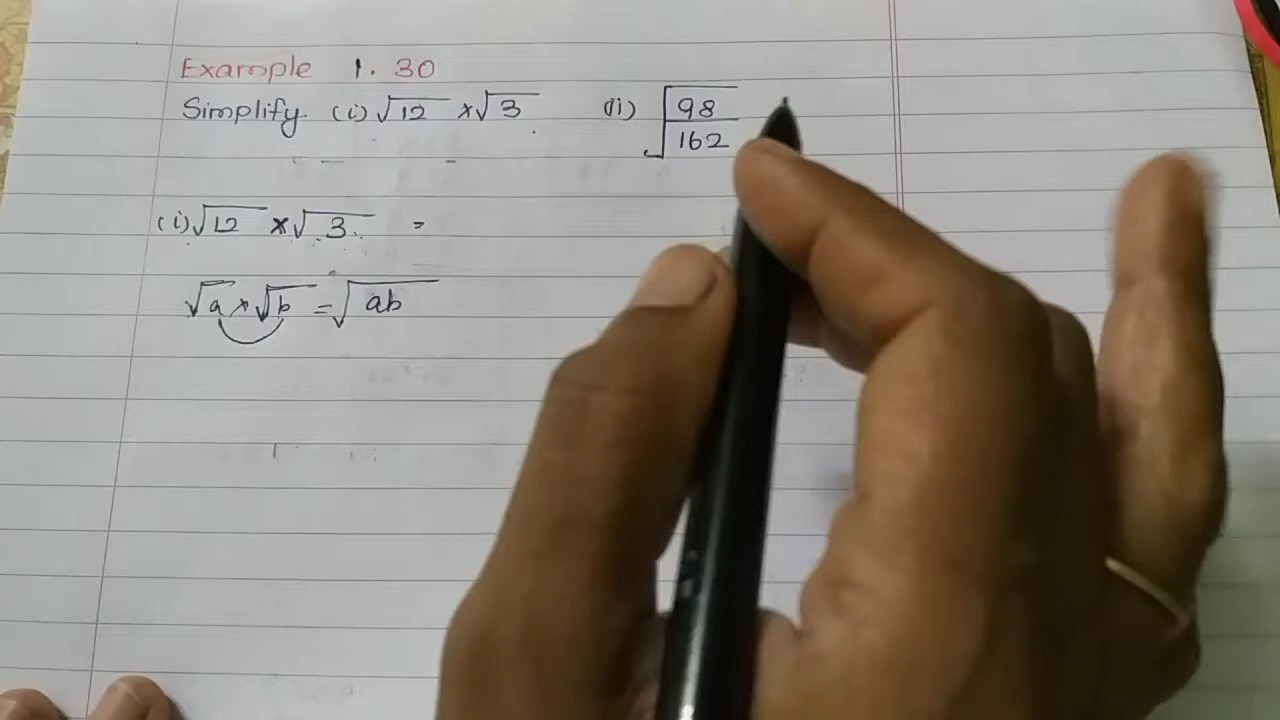 Example 1. 30
Simplify (i) √12 × √3 (ii) √98/162
(i) √12 × √3 =
√a × √b = √ab